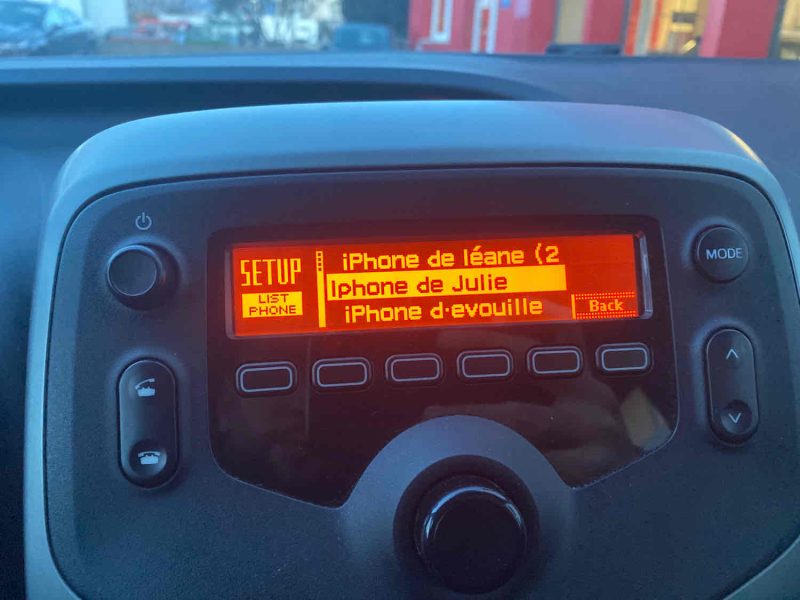 SETUP
LIST
PHONE
iPhone de léane (2
Iphone de Julie
iPhone d·evouille
Back
MODE